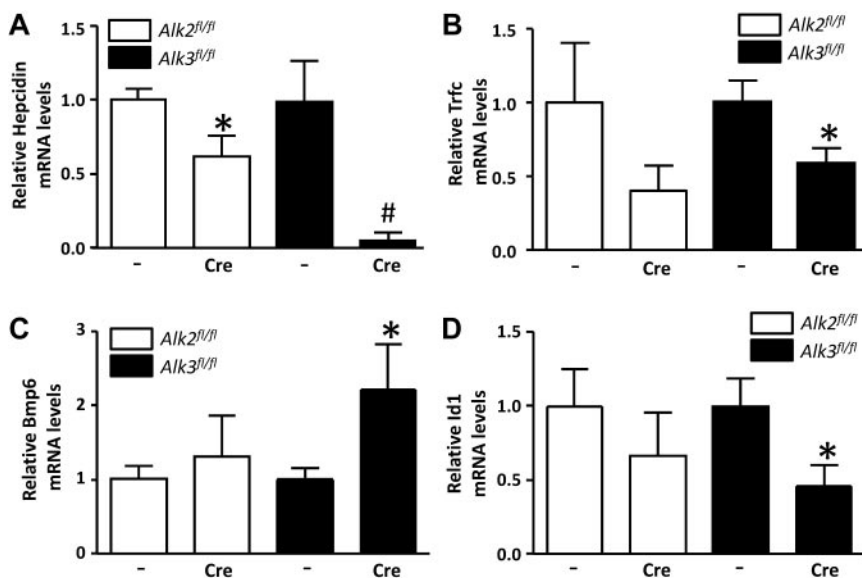 A
Alk2fl/fl
Alk3fl/fl
Relative Hepcidin
mRNA levels
1.5
1.0
0.5
0.0
*
#
–
Cre
–
Cre
B
Alk2fl/fl
Alk3fl/fl
Relative Trfc
mRNA levels
1.5
1.0
0.5
0.0
*
–
Cre
–
Cre
C
Alk2fl/fl
Alk3fl/fl
Relative Bmp6
mRNA levels
3
2
1
0
*
–
Cre
–
Cre
D
Alk2fl/fl
Alk3fl/fl
Relative Id1
mRNA levels
1.5
1.0
0.5
0.0
*
–
Cre
–
Cre